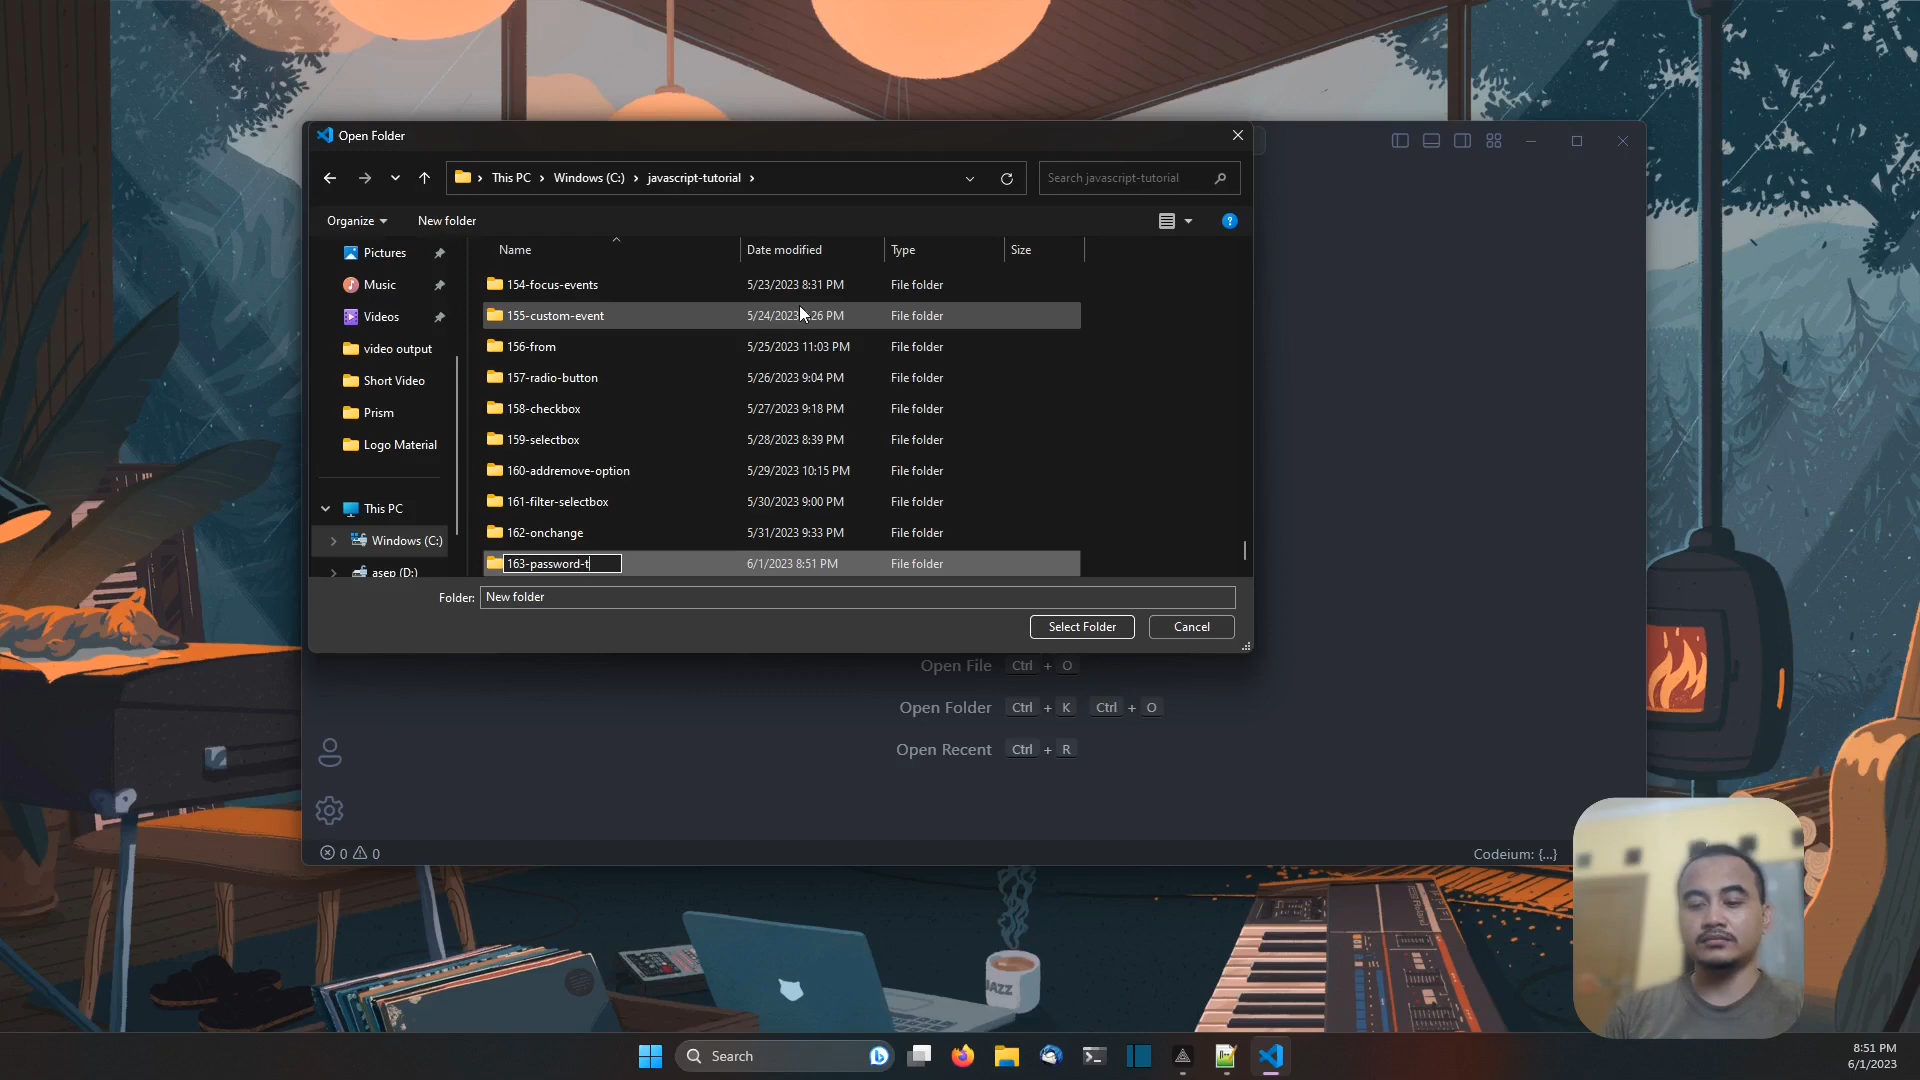 Open Folder
This PC
Windows (C:)
javascript-tutorial
Search javascript-tutorial
Organize
New folder
Name
Date modified
Type
Size
Pictures
Music
Videos
video output
Short Video
Prism
Logo Material
This PC
Windows (C:)
asep (D:)
154-focus-events 5/23/2023 8:31 PM File folder
155-custom-event 5/24/2023 :26 PM File folder
156-from 5/25/2023 11:03 PM File folder
157-radio-button 5/26/2023 9:04 PM File folder
158-checkbox 5/27/2023 9:18 PM File folder
159-selectbox 5/28/2023 8:39 PM File folder
160-addremove-option 5/29/2023 10:15 PM File folder
161-filter-selectbox 5/30/2023 9:00 PM File folder
162-onchange 5/31/2023 9:33 PM File folder
163-password-t 6/1/2023 8:51 PM File folder
Folder: New folder
Select Folder
Cancel
Open File Ctrl + O
Open Folder Ctrl + K Ctrl + O
Open Recent Ctrl + R
0 0
Codeium: {...}
JAZZ
Roland
Search
8:51 PM
6/1/2023